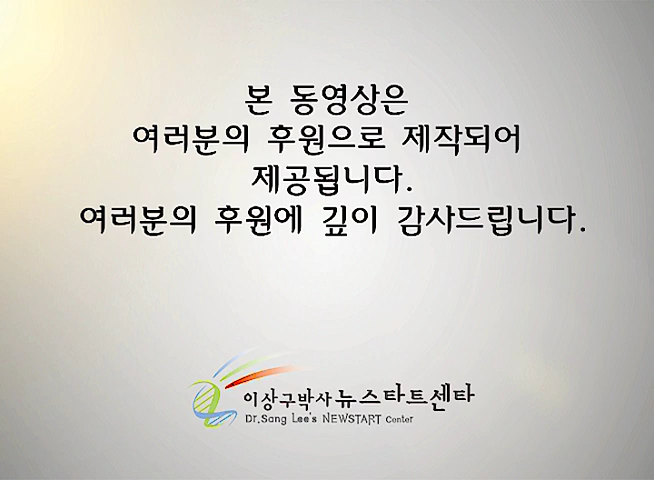 본 동영상은
여러분의 후원으로 제작되어
제공됩니다.
여러분의 후원에 깊이 감사드립니다.
이상구박사 뉴스타트센타
Dr.Sang Lee's NEWSTART Center